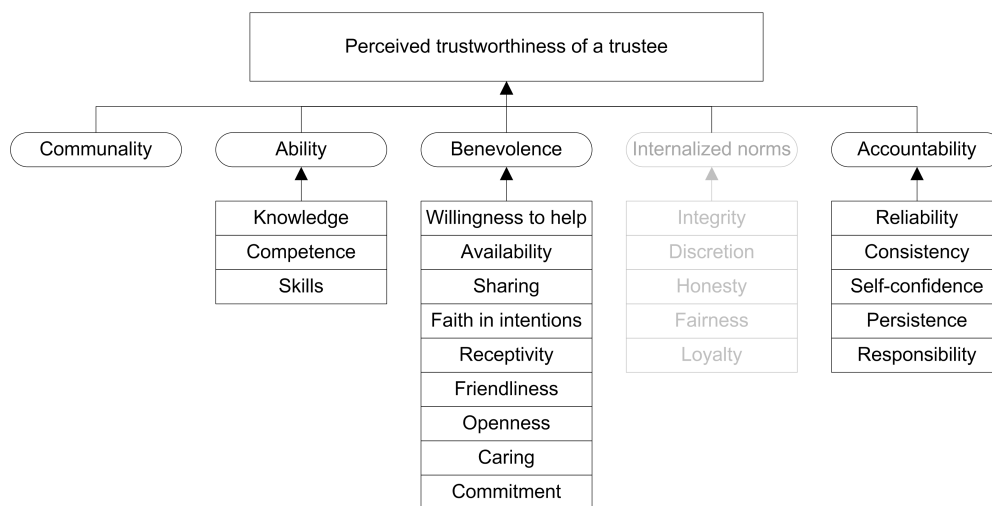 Perceived trustworthiness of a trustee
Communality
Ability
Benevolence
Internalized norms
Accountability
Knowledge
Competence
Skills
Willingness to help
Availability
Sharing
Faith in intentions
Receptivity
Friendliness
Openness
Caring
Commitment
Integrity
Discretion
Honesty
Fairness
Loyalty
Reliability
Consistency
Self-confidence
Persistence
Responsibility